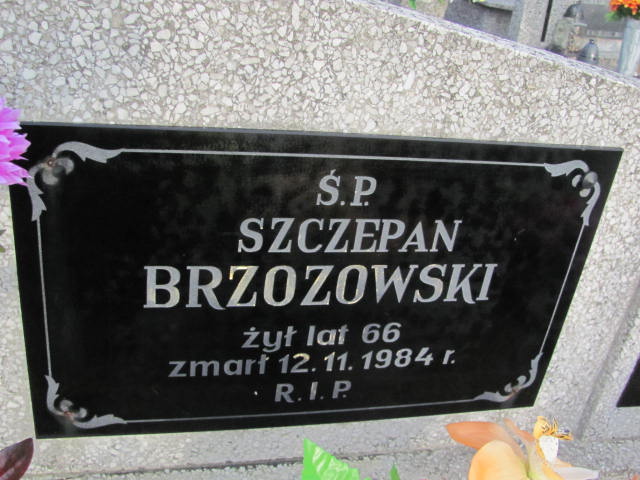 Ś.P.
SZCZEPAN
BRZOZOWSKI
żył lat 66
zmarł 12.11.1984 r.
R.I.P.